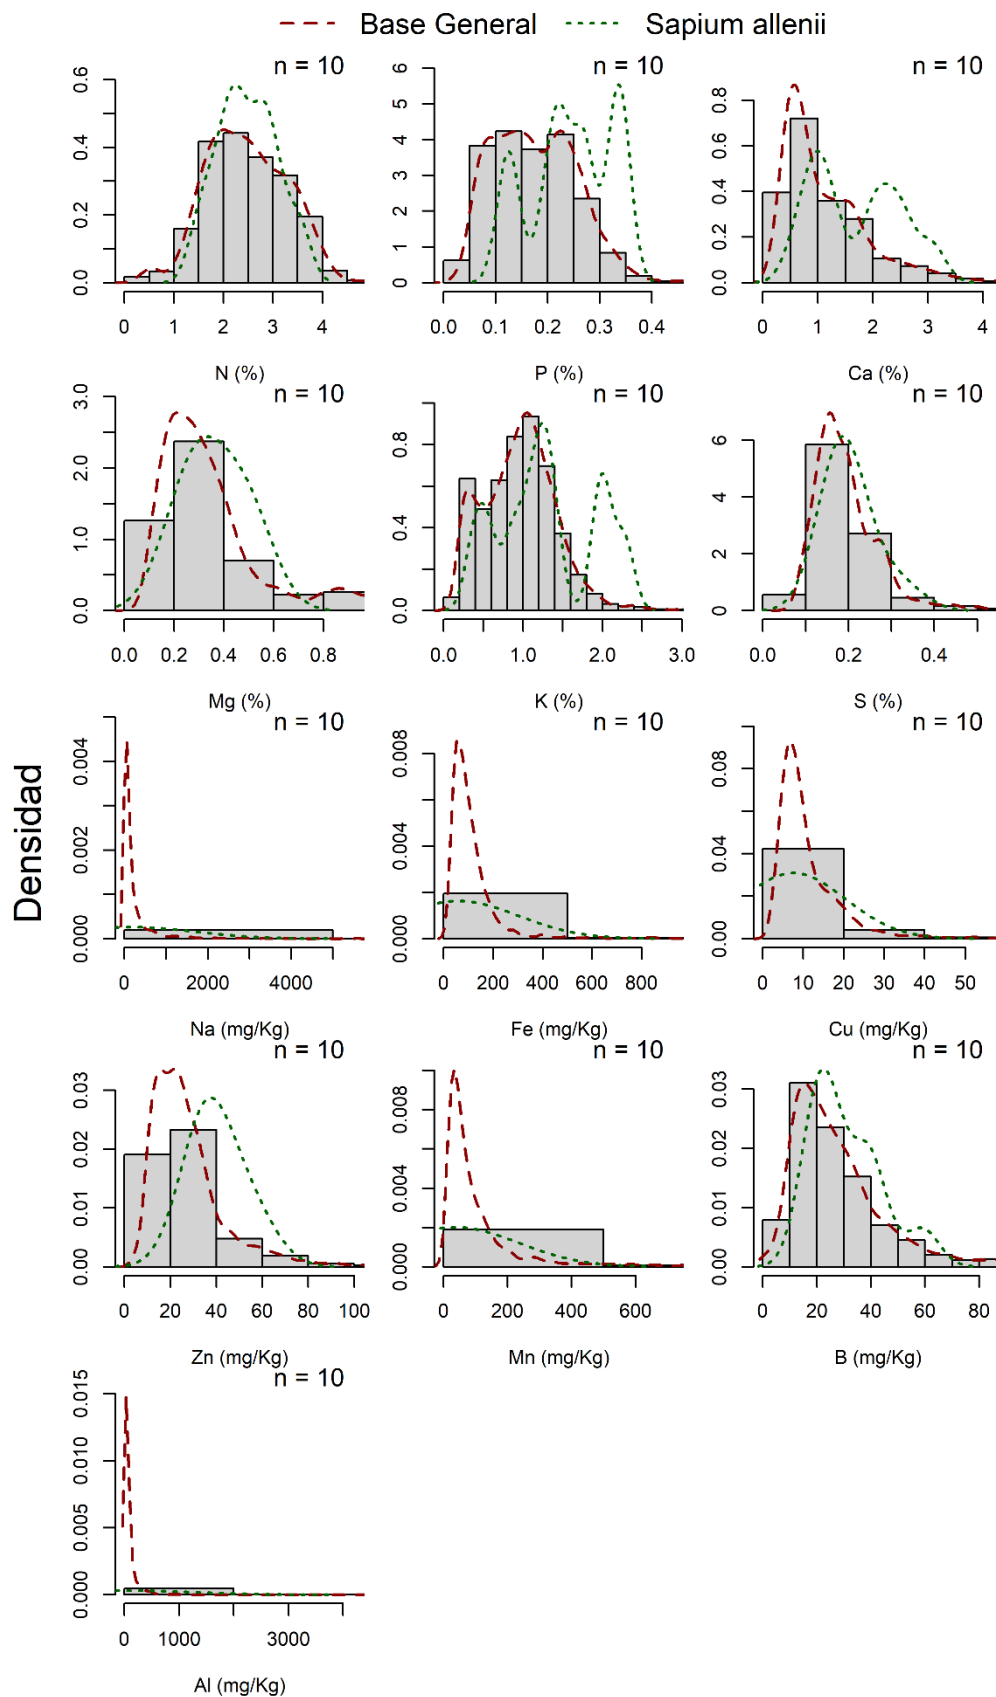 Base General Sapium allenii
Densidad
n = 10 n = 10 n = 10
0.0 0.2 0.4 0.6
0 1 2 3 4
N (%)
0 1 2 3 4 5 6
0.0 0.1 0.2 0.3 0.4
P (%)
0.0 0.2 0.4 0.6 0.8
0 1 2 3 4
Ca (%)
n = 10 n = 10 n = 10
0.0 1.0 2.0 3.0
0.0 0.2 0.4 0.6 0.8
Mg (%)
0.0 0.4 0.8
0.0 1.0 2.0 3.0
K (%)
0 2 4 6
0.0 0.2 0.4
S (%)
n = 10 n = 10 n = 10
0.000 0.002 0.004
0 2000 4000
Na (mg/Kg)
0.000 0.004 0.008
0 200 400 600 800
Fe (mg/Kg)
0.00 0.04 0.08
0 10 20 30 40 50
Cu (mg/Kg)
n = 10 n = 10 n = 10
0.00 0.01 0.02 0.03
0 20 40 60 80 100
Zn (mg/Kg)
0.000 0.004 0.008
0 200 400 600
Mn (mg/Kg)
0.00 0.01 0.02 0.03
0 20 40 60 80
B (mg/Kg)
n = 10
0.000 0.005 0.010 0.015
0 1000 3000
Al (mg/Kg)